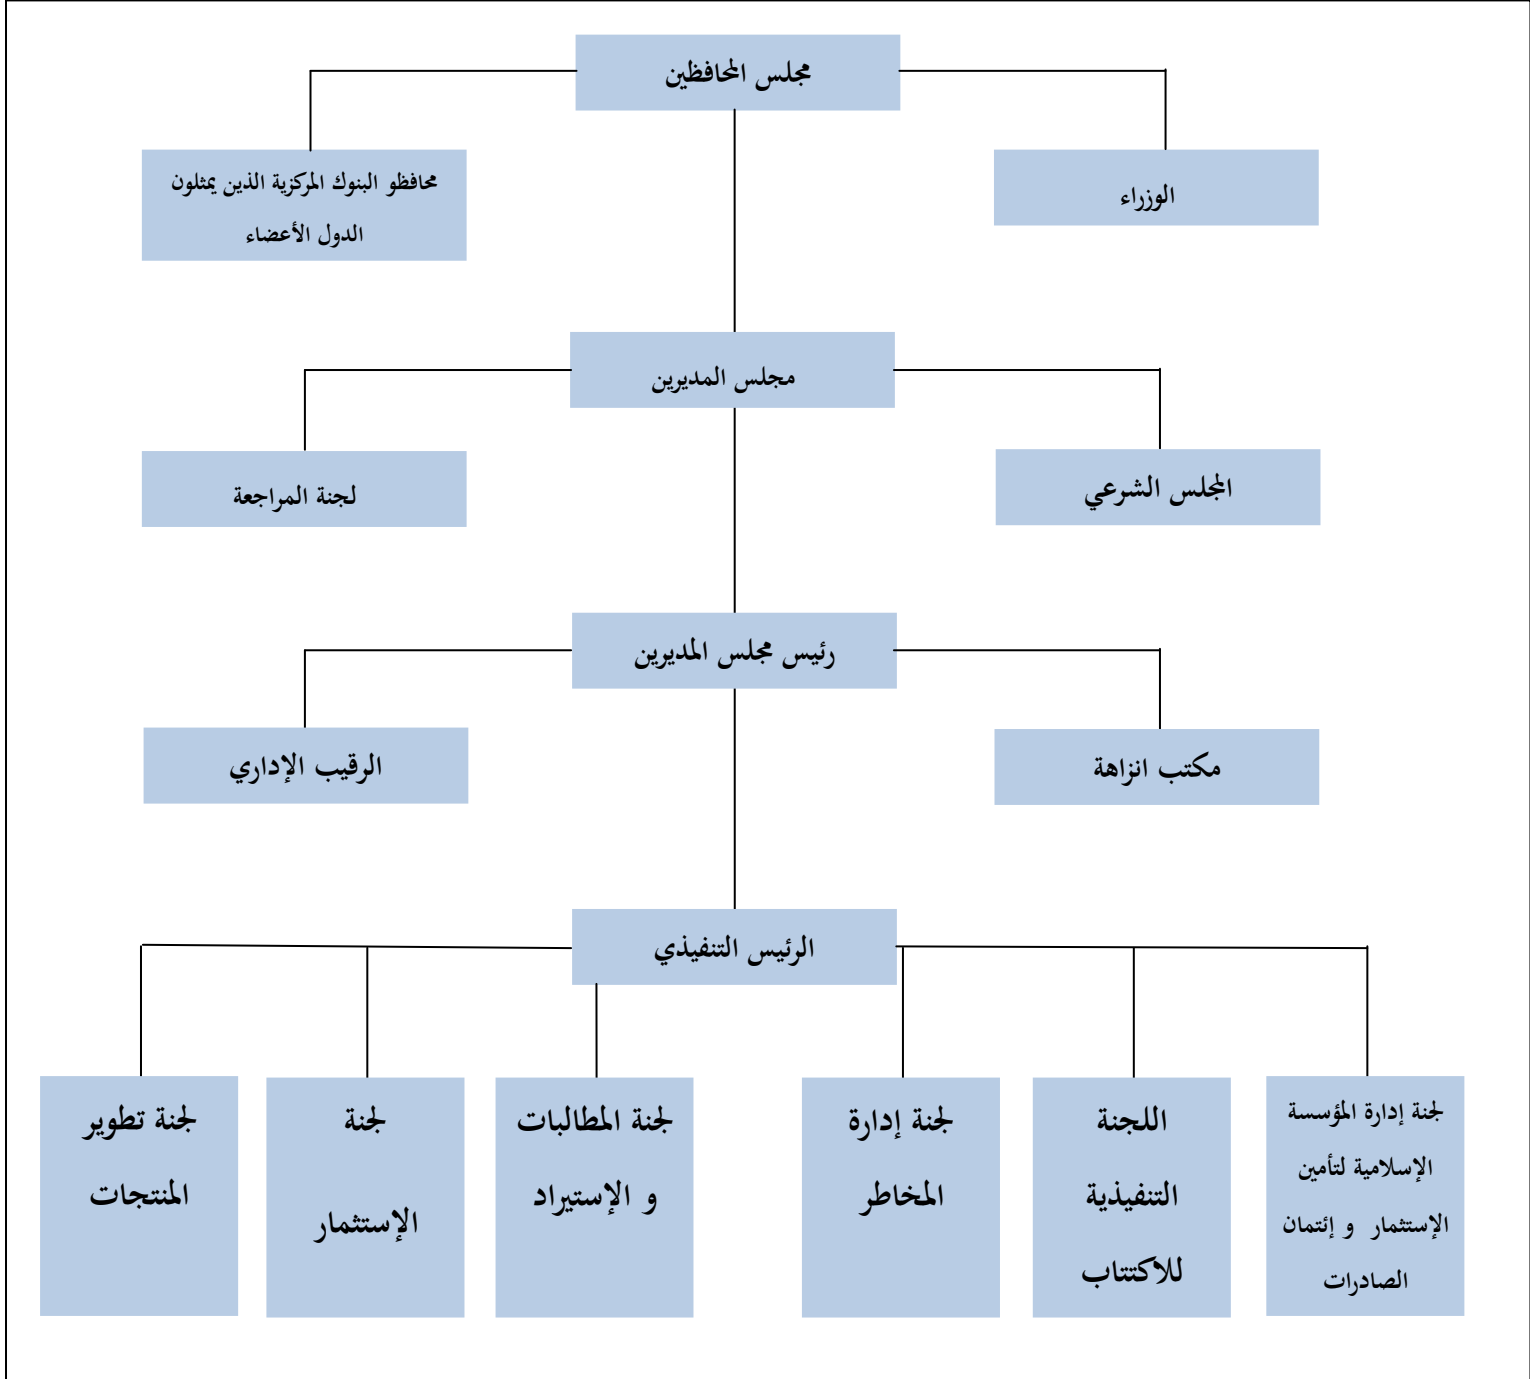 مجلس المحافظين
الوزراء
محافظو البنوك المركزية الذين يمثلون
الدول الأعضاء
مجلس المديرين
المجلس الشرعي
لجنة المراجعة
رئيس مجلس المديرين
مكتب انزاهة
الرقيب الإداري
الرئيس التنفيذي
لجنة إدارة المؤسسة
الإسلامية لتأمين
الإستثمار و إئتمان
الصادرات
اللجنة
التنفيذية
للاكتتاب
لجنة إدارة
المخاطر
لجنة المطالبات
و الإستيراد
لجنة
الإستثمار
لجنة تطوير
المنتجات